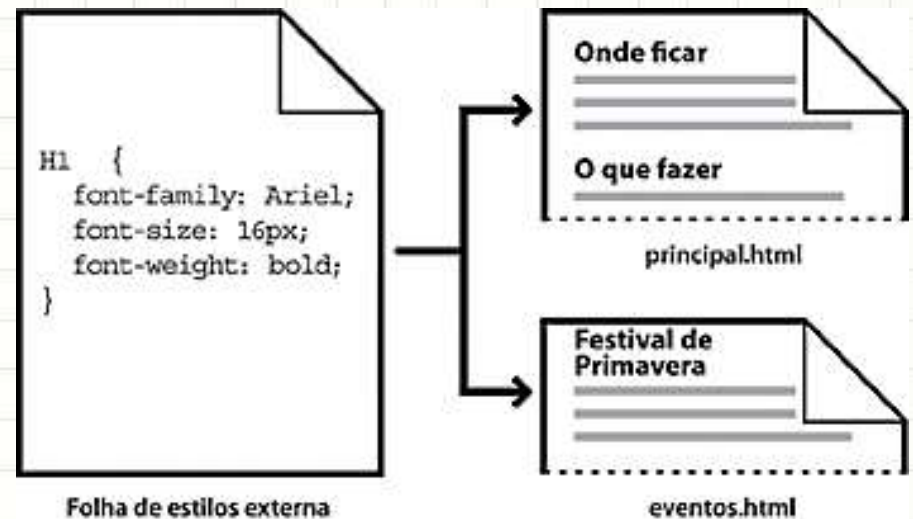 H1 {
font-family: Ariel;
font-size: 16px;
font-weight: bold;
}
Folha de estilos externa
Onde ficar
O que fazer
principal.html
Festival de
Primavera
eventos.html